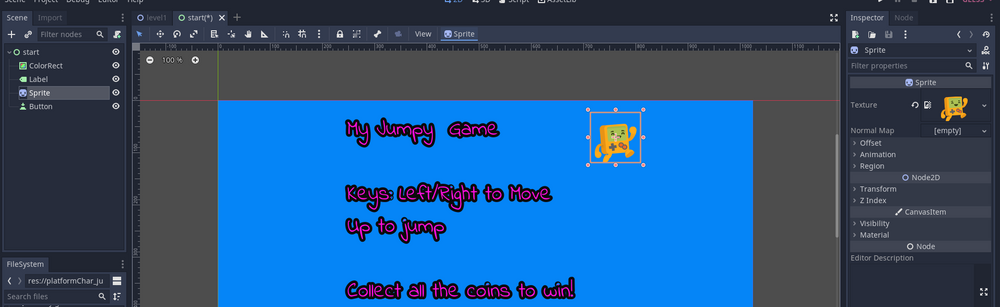 Debug Editor Help
2D 3D Script AssetLib
GLES3
Scene Import
level1 start(*)
Inspector Node
Filter nodes
View Sprite
Sprite
start
ColorRect
Label
Sprite
Button
100 %
Filter properties
Sprite
Texture
Normal Map [empty]
Offset
Animation
Region
Node2D
Transform
Z Index
CanvasItem
Visibility
Material
Node
Editor Description
My Jumpy Game
Keys: Left/Right to Move
Up to jump
Collect all the coins to win!
FileSystem
res://platformChar_ju
Search files